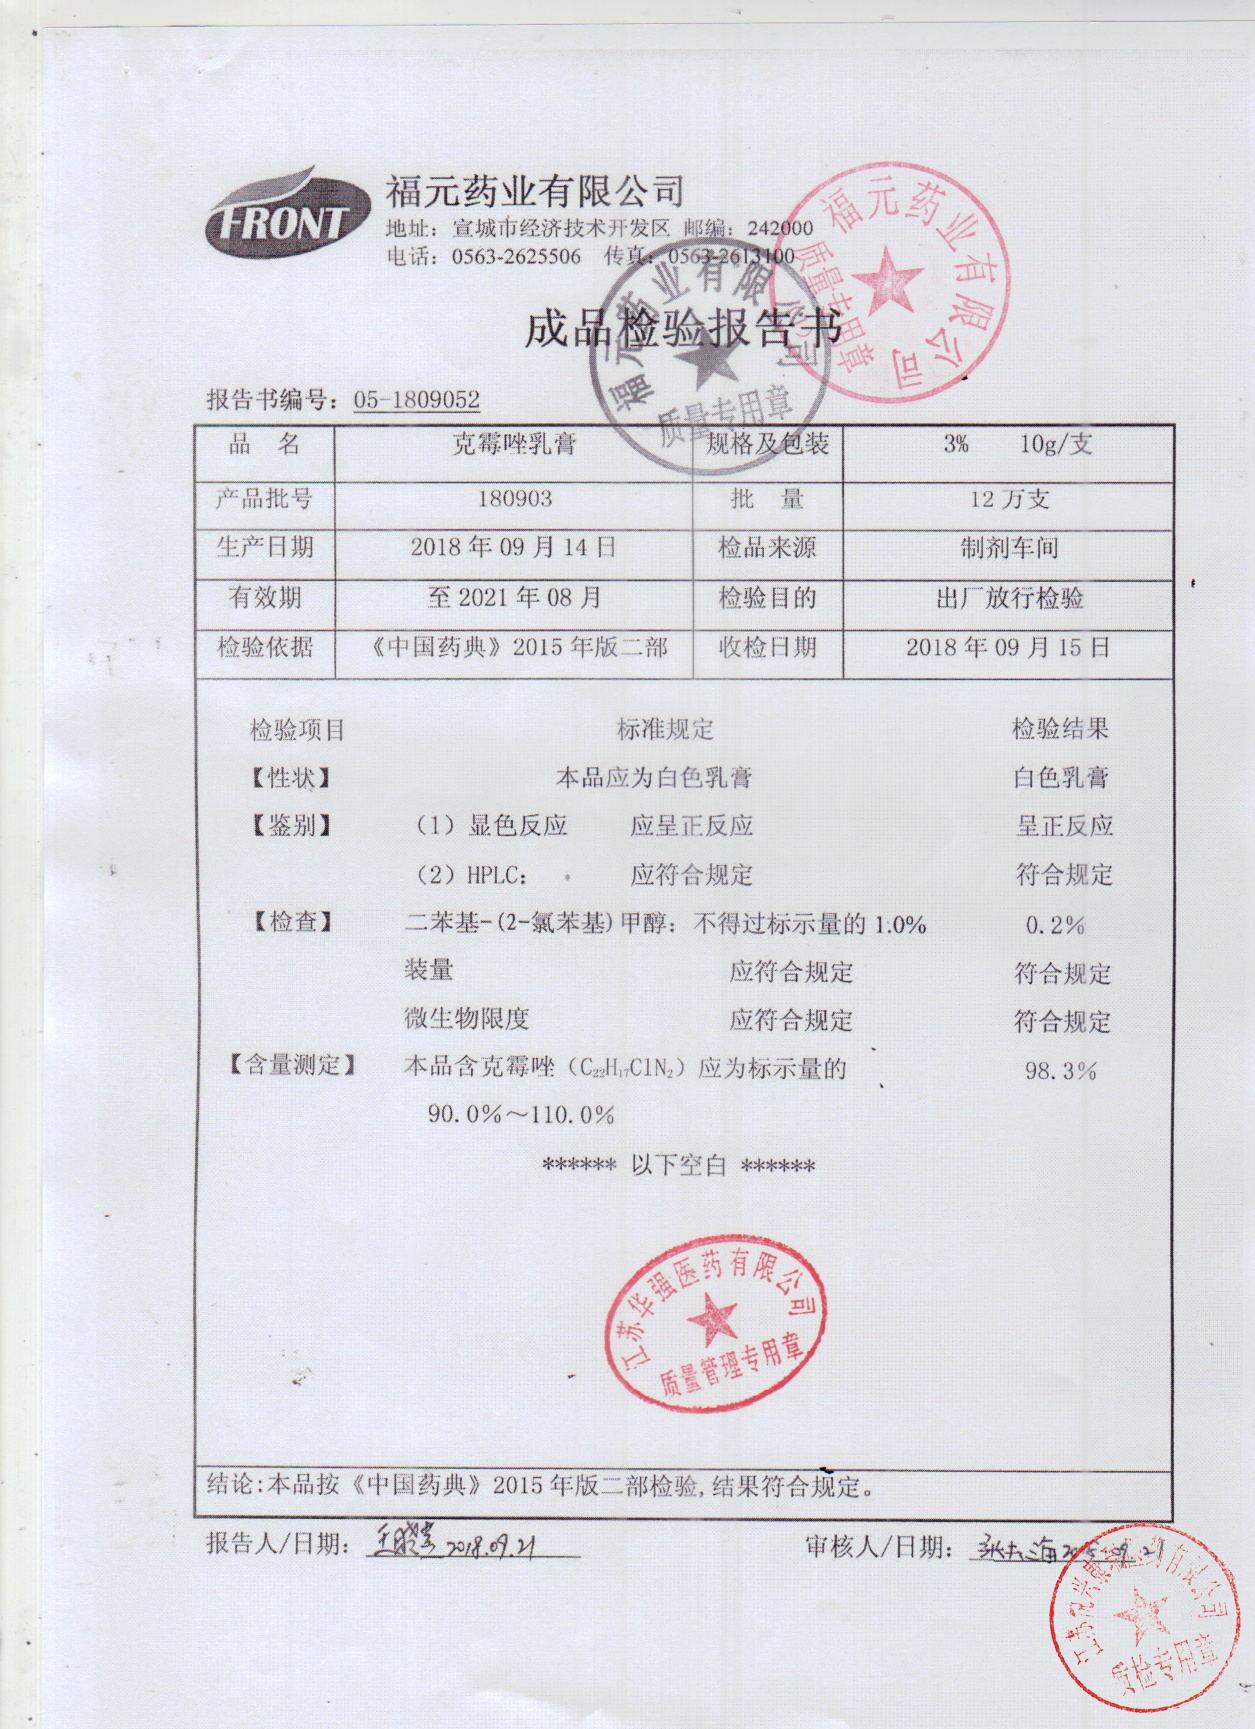 FRONT
福元药业有限公司
地址：宣城市经济技术开发区 邮编：242000
电话：0563-2625506 传真：0563-2613100
福元药业有限公司
质量专用章
福元药业有限公司
质量专用章
成品检验报告书
报告书编号：05-1809052
品 名 克霉唑乳膏 规格及包装 3% 10g/支
产品批号 180903 批 量 12万支
生产日期 2018年09月14日 检品来源 制剂车间
有效期 至2021年08月 检验目的 出厂放行检验
检验依据 《中国药典》2015年版二部 收检日期 2018年09月15日
检验项目 标准规定 检验结果
【性状】 本品应为白色乳膏 白色乳膏
【鉴别】 （1）显色反应 应呈正反应 呈正反应
（2）HPLC： 应符合规定 符合规定
【检查】 二苯基-(2-氯苯基)甲醇：不得过标示量的1.0% 0.2%
装量 应符合规定 符合规定
微生物限度 应符合规定 符合规定
【含量测定】 本品含克霉唑（C₂₂H₁₇ClN₂）应为标示量的 98.3%
90.0%～110.0%
****** 以下空白 ******
江苏华强医药有限公司
质量管理专用章
结论:本品按《中国药典》2015年版二部检验,结果符合规定。
报告人/日期： 2018.09.21 审核人/日期：
质检专用章